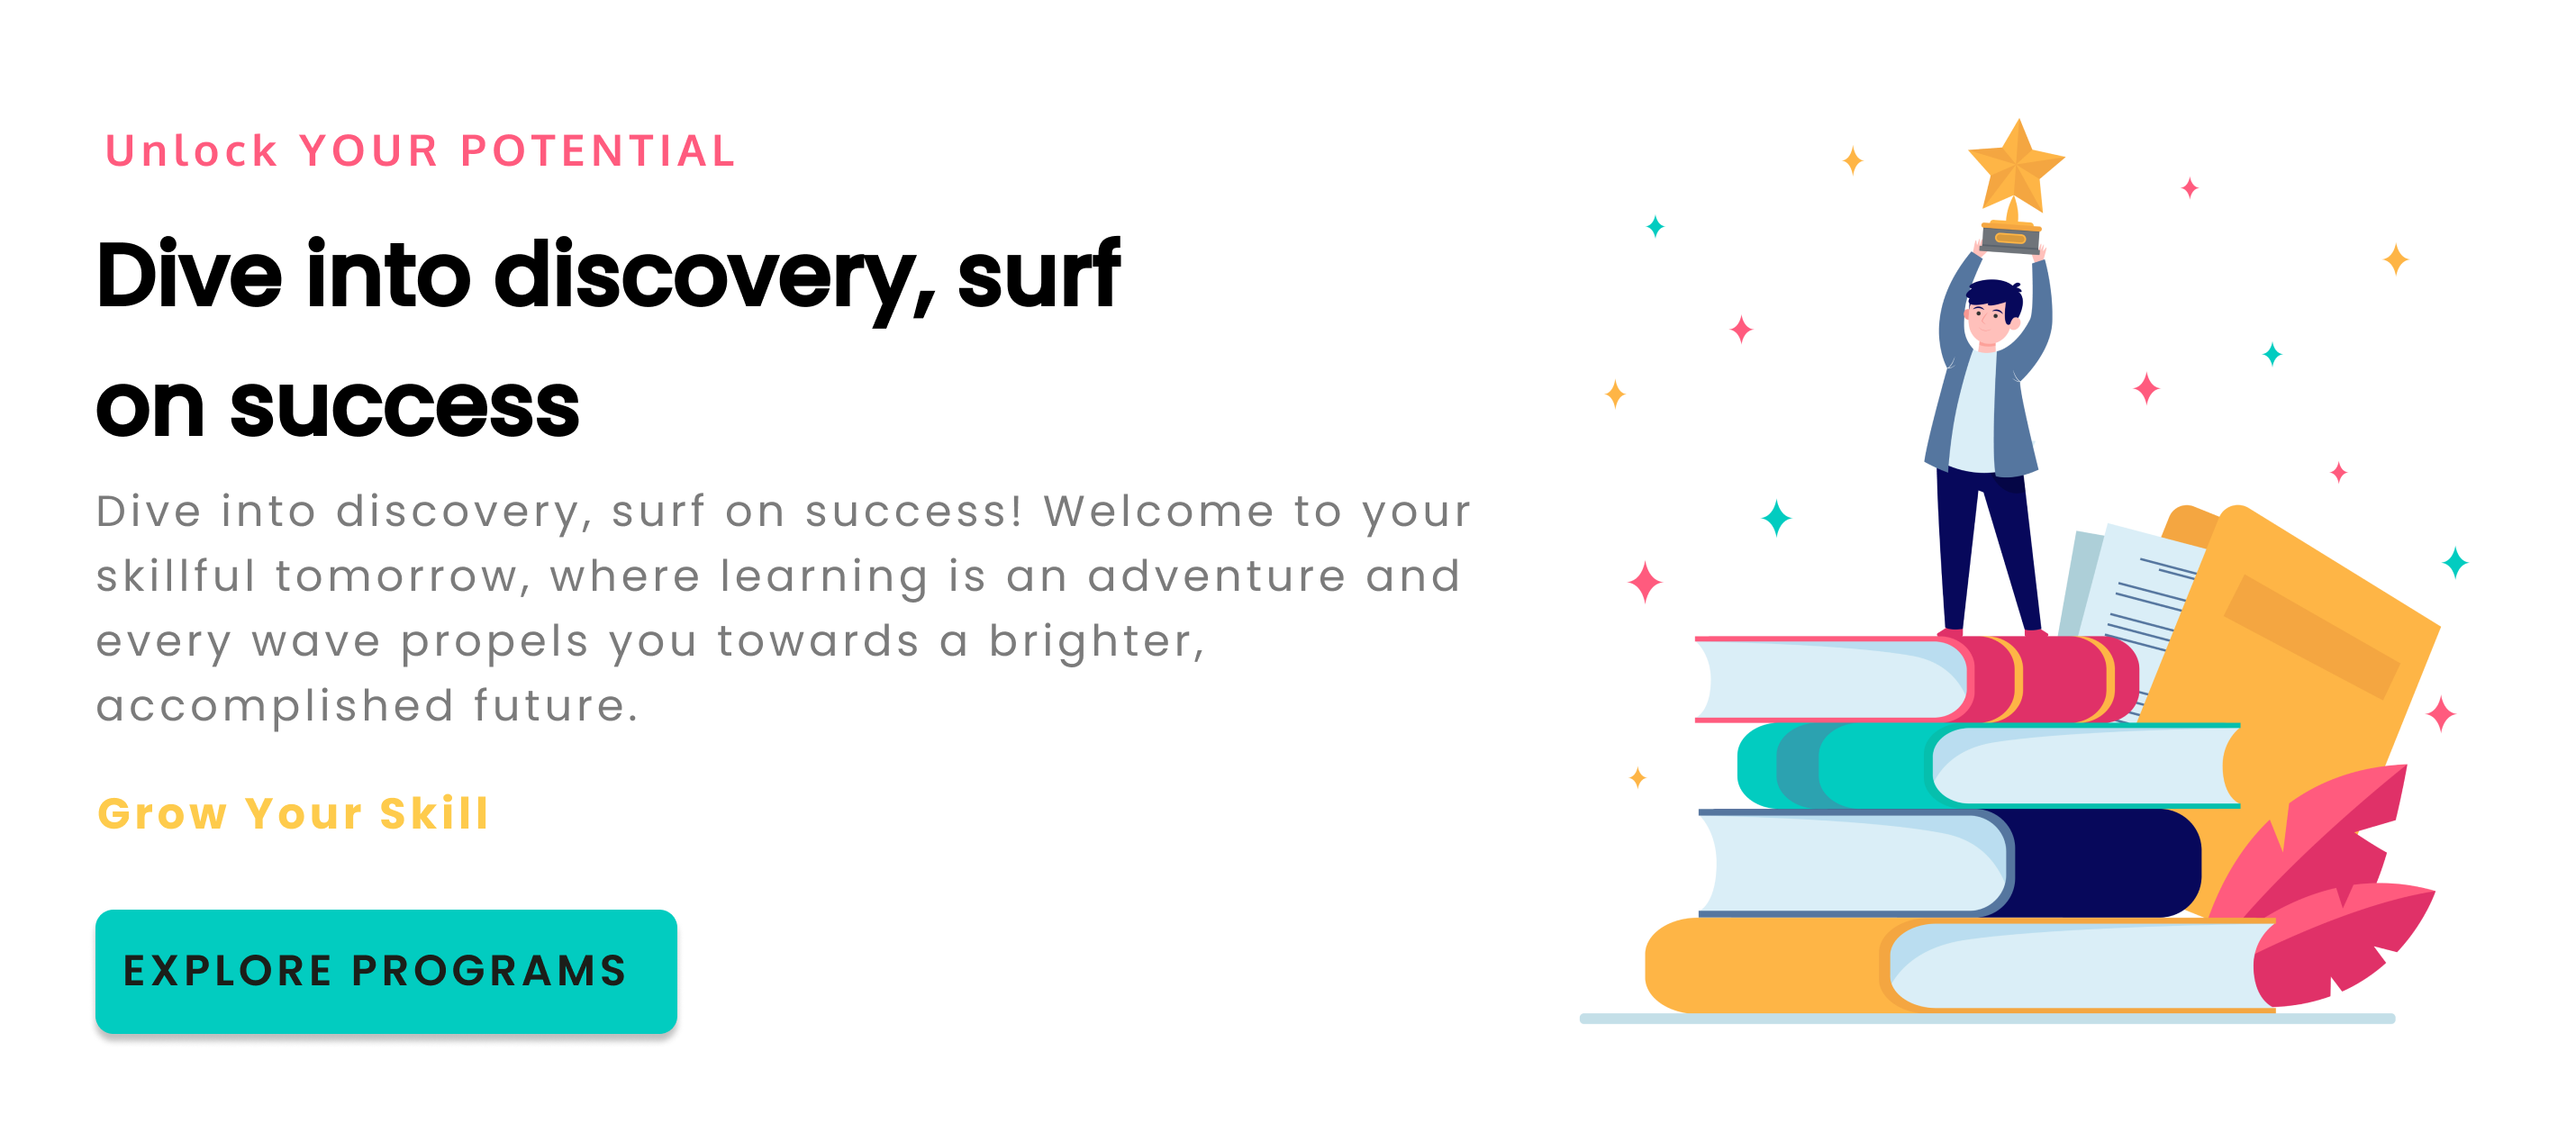 Unlock YOUR POTENTIAL
Dive into discovery, surf
on success
Dive into discovery, surf on success! Welcome to your
skillful tomorrow, where learning is an adventure and
every wave propels you towards a brighter,
accomplished future.
Grow Your Skill
EXPLORE PROGRAMS